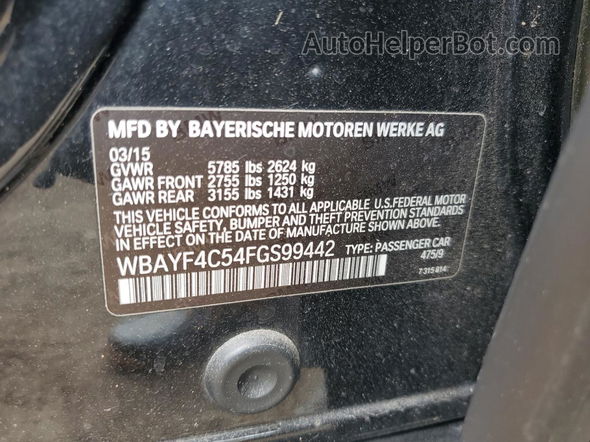 AutoHelperBot.com
MFD BY BAYERISCHE MOTOREN WERKE AG
03/15
GVWR 5785 lbs 2624 kg
GAWR FRONT 2755 lbs 1250 kg
GAWR REAR 3155 lbs 1431 kg
THIS VEHICLE CONFORMS TO ALL APPLICABLE U.S.FEDERAL MOTOR
VEHICLE SAFETY, BUMPER AND THEFT PREVENTION STANDARDS
IN EFFECT ON THE DATE OF MANUFACTURE SHOWN ABOVE.
WBAYF4C54FGS99442 TYPE: PASSENGER CAR
475/9
7 315 814